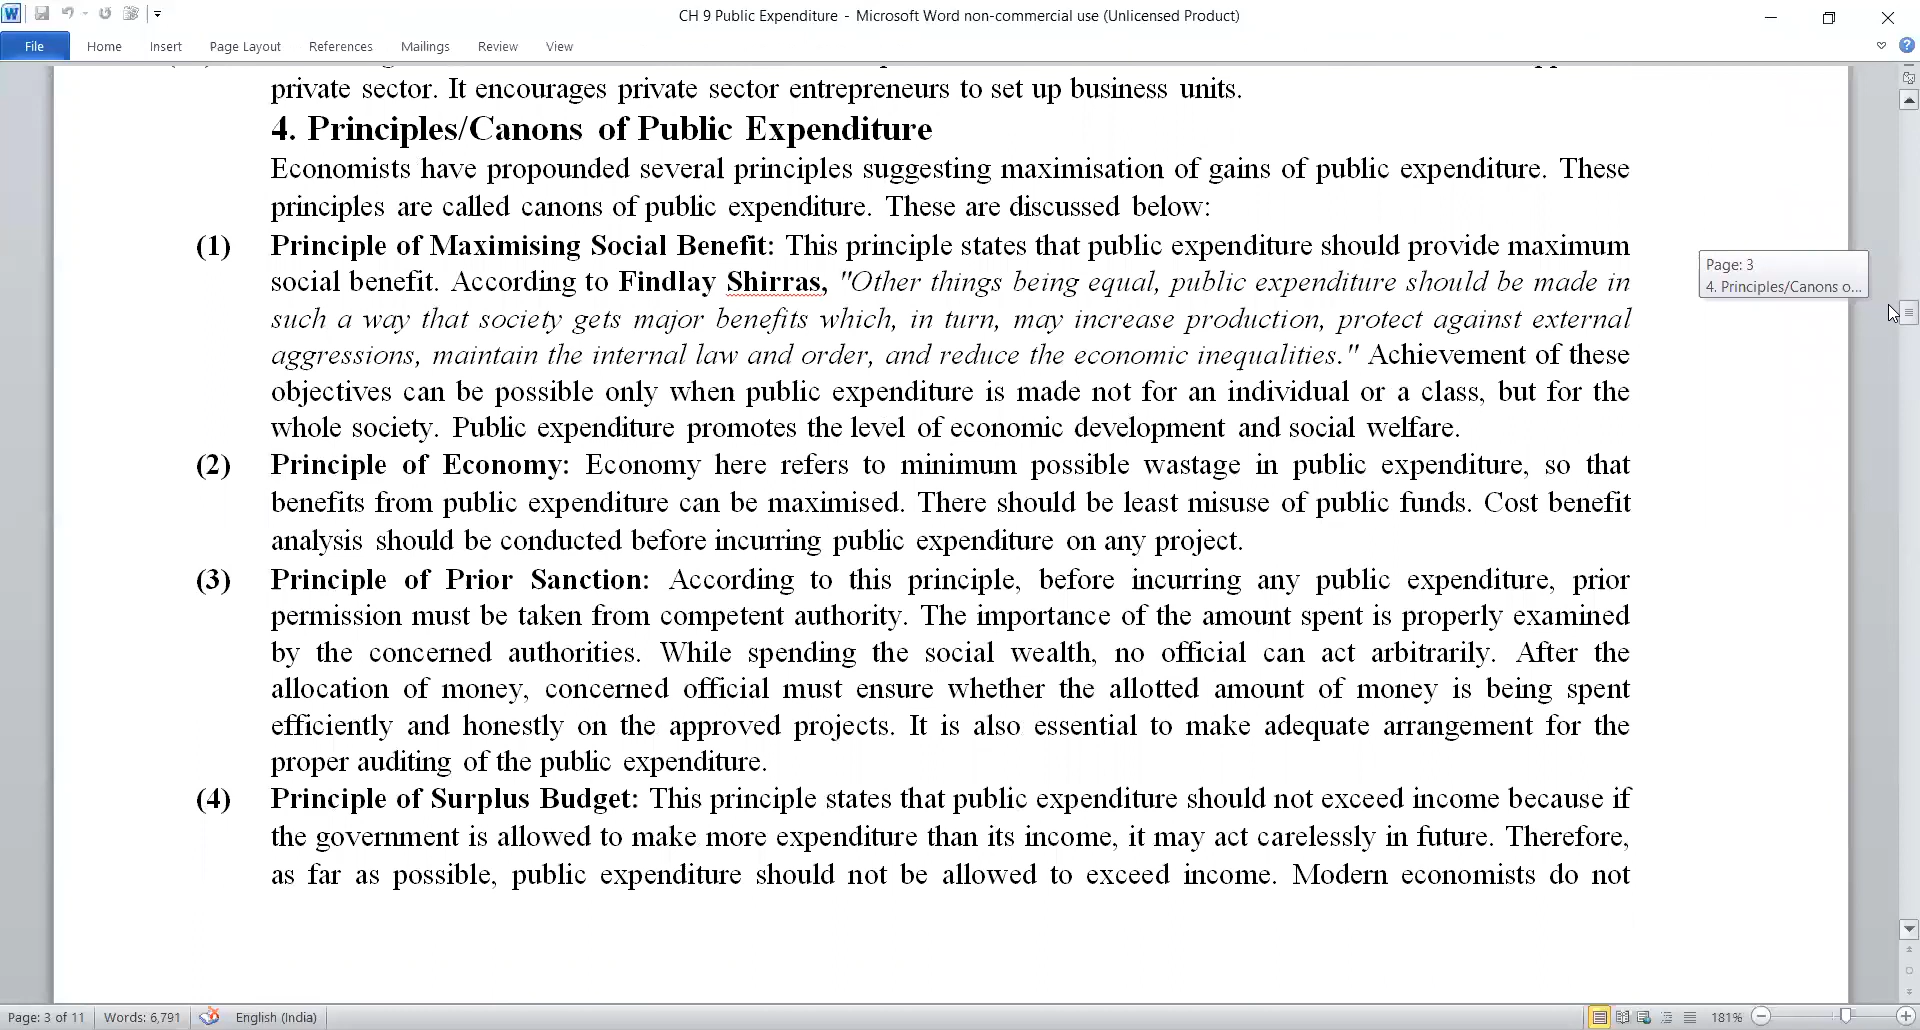 CH 9 Public Expenditure - Microsoft Word non-commercial use (Unlicensed Product)
File Home Insert Page Layout References Mailings Review View
private sector. It encourages private sector entrepreneurs to set up business units.
4. Principles/Canons of Public Expenditure
Economists have propounded several principles suggesting maximisation of gains of public expenditure. These
principles are called canons of public expenditure. These are discussed below:
(1) Principle of Maximising Social Benefit: This principle states that public expenditure should provide maximum
social benefit. According to Findlay Shirras, "Other things being equal, public expenditure should be made in
such a way that society gets major benefits which, in turn, may increase production, protect against external
aggressions, maintain the internal law and order, and reduce the economic inequalities." Achievement of these
objectives can be possible only when public expenditure is made not for an individual or a class, but for the
whole society. Public expenditure promotes the level of economic development and social welfare.
(2) Principle of Economy: Economy here refers to minimum possible wastage in public expenditure, so that
benefits from public expenditure can be maximised. There should be least misuse of public funds. Cost benefit
analysis should be conducted before incurring public expenditure on any project.
(3) Principle of Prior Sanction: According to this principle, before incurring any public expenditure, prior
permission must be taken from competent authority. The importance of the amount spent is properly examined
by the concerned authorities. While spending the social wealth, no official can act arbitrarily. After the
allocation of money, concerned official must ensure whether the allotted amount of money is being spent
efficiently and honestly on the approved projects. It is also essential to make adequate arrangement for the
proper auditing of the public expenditure.
(4) Principle of Surplus Budget: This principle states that public expenditure should not exceed income because if
the government is allowed to make more expenditure than its income, it may act carelessly in future. Therefore,
as far as possible, public expenditure should not be allowed to exceed income. Modern economists do not
Page: 3
4. Principles/Canons o...
Page: 3 of 11 Words: 6,791 English (India) 181%